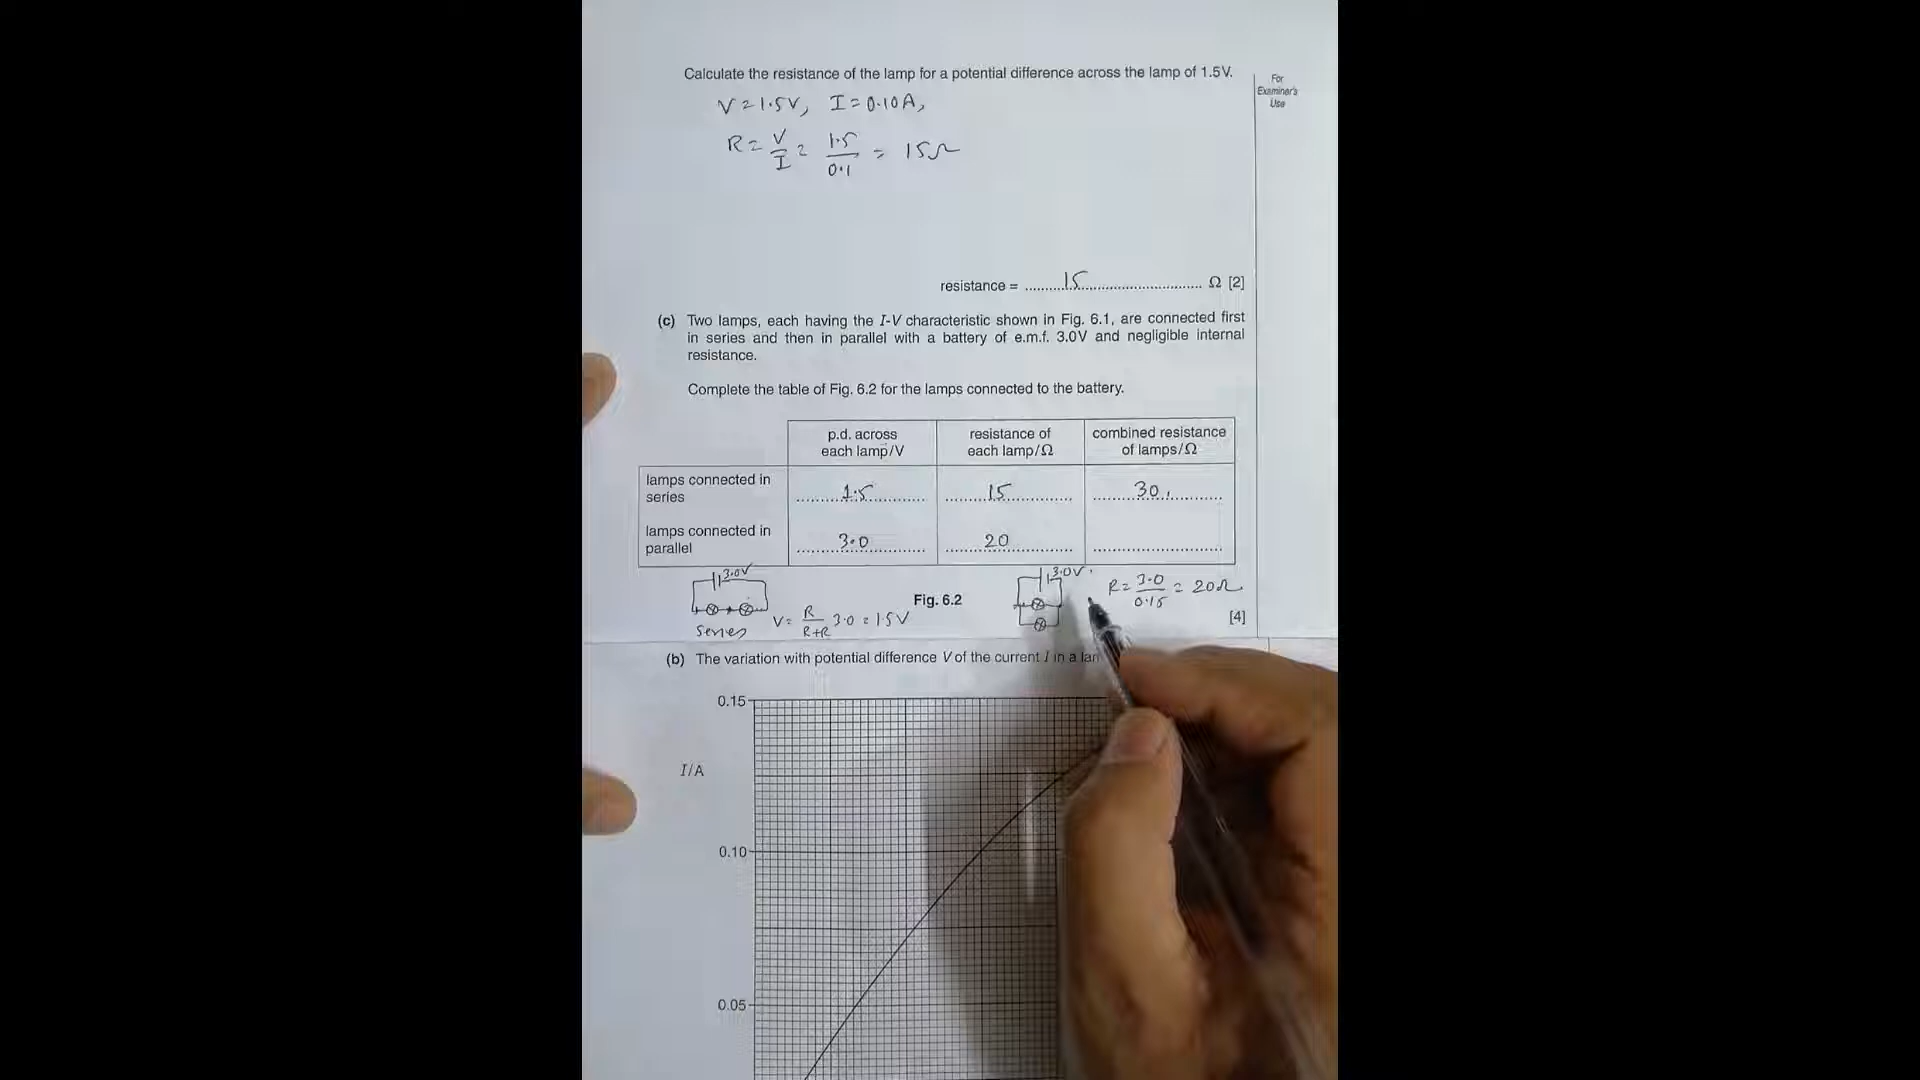 Calculate the resistance of the lamp for a potential difference across the lamp of 1.5V.
For
Examiner's
Use
V = 1.5V, I = 0.10A,
R = V/I = 1.5/0.1 = 15Ω
resistance = ........15........ Ω [2]
(c) Two lamps, each having the I-V characteristic shown in Fig. 6.1, are connected first
in series and then in parallel with a battery of e.m.f. 3.0V and negligible internal
resistance.
Complete the table of Fig. 6.2 for the lamps connected to the battery.
p.d. across
each lamp/V
resistance of
each lamp/Ω
combined resistance
of lamps/Ω
lamps connected in
series
1.5
15
30
lamps connected in
parallel
3.0
20
3.0V
series
V = R/R+R 3.0 = 1.5V
Fig. 6.2
3.0V
R = 3.0/0.15 = 20Ω
[4]
(b) The variation with potential difference V of the current I in a
0.15
I/A
0.10
0.05